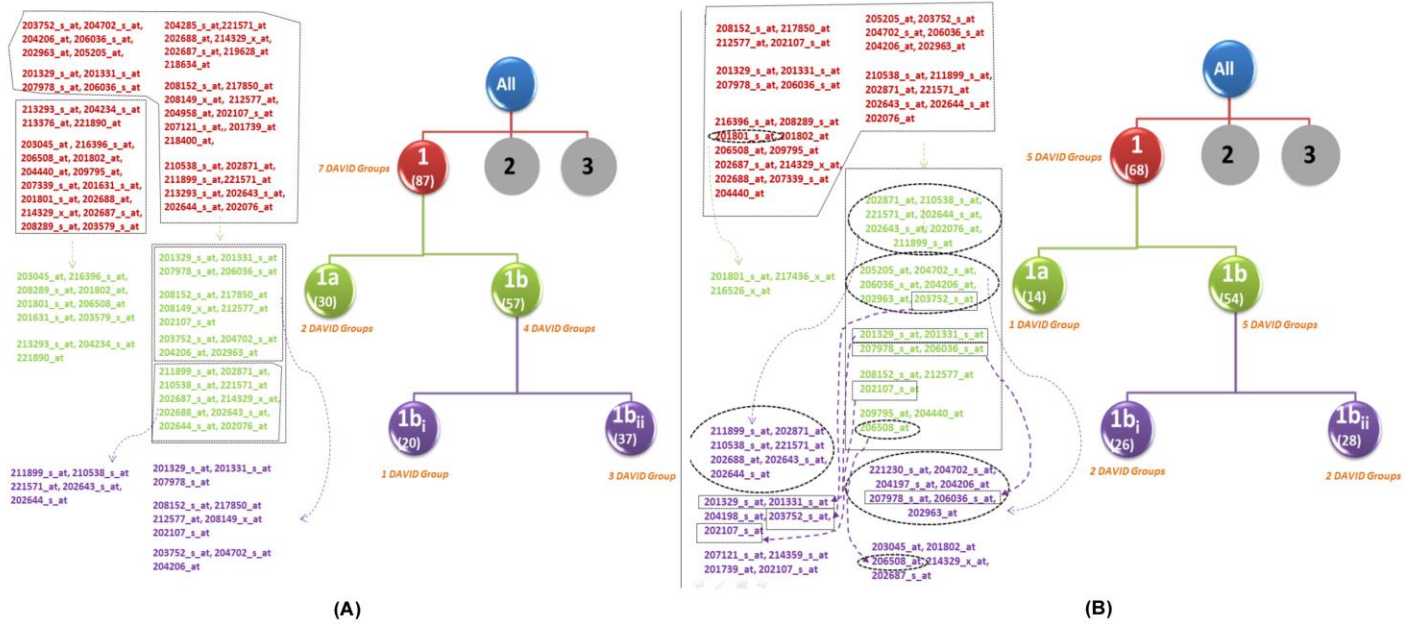 203752_s_at, 204702_s_at,
204206_at, 206036_s_at,
202963_at, 205205_at,
201329_s_at, 201331_s_at
207978_s_at, 206036_s_at
213293_s_at, 204234_s_at
213376_at, 221890_at
203045_at, 216396_s_at,
206508_at, 201802_at,
204440_at, 209795_at,
207339_s_at, 201631_s_at
201801_s_at, 202688_at,
214329_x_at, 202687_s_at,
208289_s_at, 203579_s_at
204285_s_at,221571_at
202688_at, 214329_x_at
202687_s_at, 219628_at
218634_at
208152_s_at, 217850_at
208149_x_at, 212577_at,
204958_at, 202107_s_at
207121_s_at,, 201739_at
218400_at,
210538_s_at, 202871_at,
211899_s_at,221571_at
213293_s_at, 202643_s_at,
202644_s_at, 202076_at
203045_at, 216396_s_at,
208289_s_at, 201802_at,
201801_s_at, 206508_at
201631_s_at, 203579_s_at
213293_s_at, 204234_s_at
221890_at
201329_s_at, 201331_s_at
207978_s_at, 206036_s_at
208152_s_at, 217850_at
208149_x_at, 212577_at
202107_s_at
203752_s_at, 204702_s_at
204206_at, 202963_at
211899_s_at, 202871_at,
210538_s_at, 221571_at
202687_s_at, 214329_x_at,
202688_at, 202643_s_at,
202644_s_at, 202076_at
211899_s_at, 210538_s_at
221571_at, 202643_s_at,
202644_s_at
201329_s_at, 201331_s_at
207978_s_at
208152_s_at, 217850_at
212577_at, 208149_x_at
202107_s_at
203752_s_at, 204702_s_at
204206_at
All
1
(87)
2
3
7 DAVID Groups
1a
(30)
2 DAVID Groups
1b
(57)
4 DAVID Groups
1bi
(20)
1 DAVID Group
1bii
(37)
3 DAVID Group
(A)
208152_s_at, 217850_at
212577_at, 202107_s_at
201329_s_at, 201331_s_at
207978_s_at, 206036_s_at
216396_s_at, 208289_s_at
201801_s_at, 201802_at
206508_at, 209795_at
202687_s_at, 214329_x_at
202688_at, 207339_s_at
204440_at
205205_at, 203752_s_at
204702_s_at, 206036_s_at
204206_at, 202963_at
210538_s_at, 211899_s_at,
202871_at, 221571_at
202643_s_at, 202644_s_at
202076_at
201801_s_at, 217436_x_at
216526_x_at
202871_at, 210538_s_at
221571_at, 202644_s_at
202643_s_at, 202076_at
211899_s_at
205205_at, 204702_s_at,
206036_s_at, 204206_at,
202963_at, 203752_s_at
201329_s_at, 201331_s_at
207978_s_at, 206036_s_at
208152_s_at, 212577_at
202107_s_at
209795_at, 204440_at
206508_at
211899_s_at, 202871_at
210538_s_at, 221571_at
202688_at, 202643_s_at
202644_s_at
201329_s_at, 201331_s_at
204198_s_at, 203752_s_at,
202107_s_at
207121_s_at, 214359_s_at
201739_at, 202107_s_at
221230_at, 204702_s_at,
204197_s_at, 204206_at
207978_s_at, 206036_s_at,
202963_at
203045_at, 201802_at
206508_at, 214329_x_at,
202687_s_at
All
1
(68)
2
3
5 DAVID Groups
1a
(14)
1 DAVID Group
1b
(54)
5 DAVID Groups
1bi
(26)
2 DAVID Groups
1bii
(28)
2 DAVID Groups
(B)